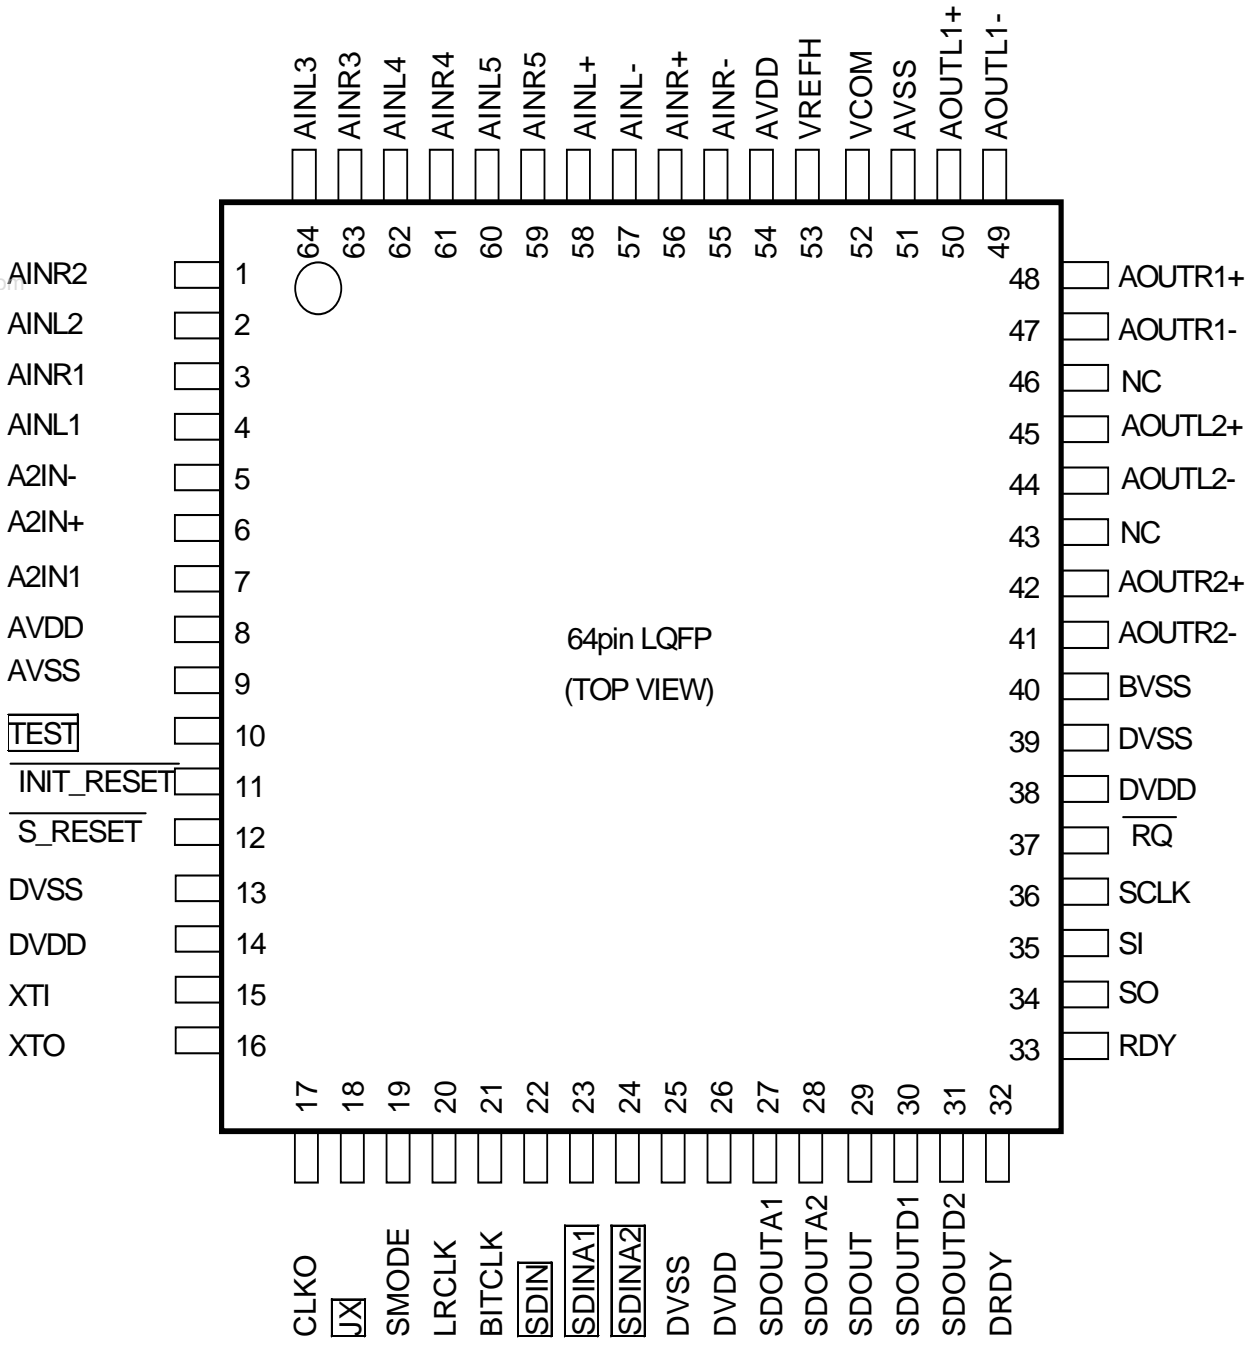 AINL3
AINR3
AINL4
AINR4
AINL5
AINR5
AINL+
AINL-
AINR+
AINR-
AVDD
VREFH
VCOM
AVSS
AOUTL1+
AOUTL1-
64
63
62
61
60
59
58
57
56
55
54
53
52
51
50
49
AINR2 1
AINL2 2
AINR1 3
AINL1 4
A2IN- 5
A2IN+ 6
A2IN1 7
AVDD 8
AVSS 9
TEST 10
INIT_RESET 11
S_RESET 12
DVSS 13
DVDD 14
XTI 15
XTO 16
64pin LQFP
(TOP VIEW)
48 AOUTR1+
47 AOUTR1-
46 NC
45 AOUTL2+
44 AOUTL2-
43 NC
42 AOUTR2+
41 AOUTR2-
40 BVSS
39 DVSS
38 DVDD
37 RQ
36 SCLK
35 SI
34 SO
33 RDY
17
18
19
20
21
22
23
24
25
26
27
28
29
30
31
32
CLKO
JX
SMODE
LRCLK
BITCLK
SDIN
SDINA1
SDINA2
DVSS
DVDD
SDOUTA1
SDOUTA2
SDOUT
SDOUTD1
SDOUTD2
DRDY